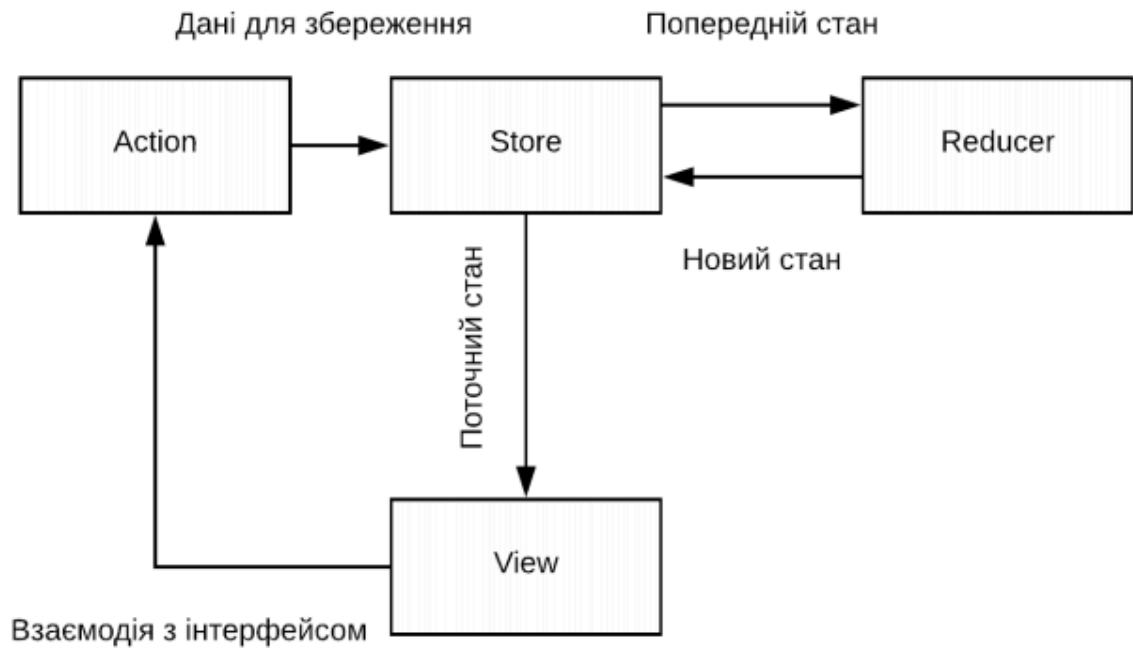 Дані для збереження
Попередній стан
Action
Store
Reducer
Новий стан
Поточний стан
View
Взаємодія з інтерфейсом